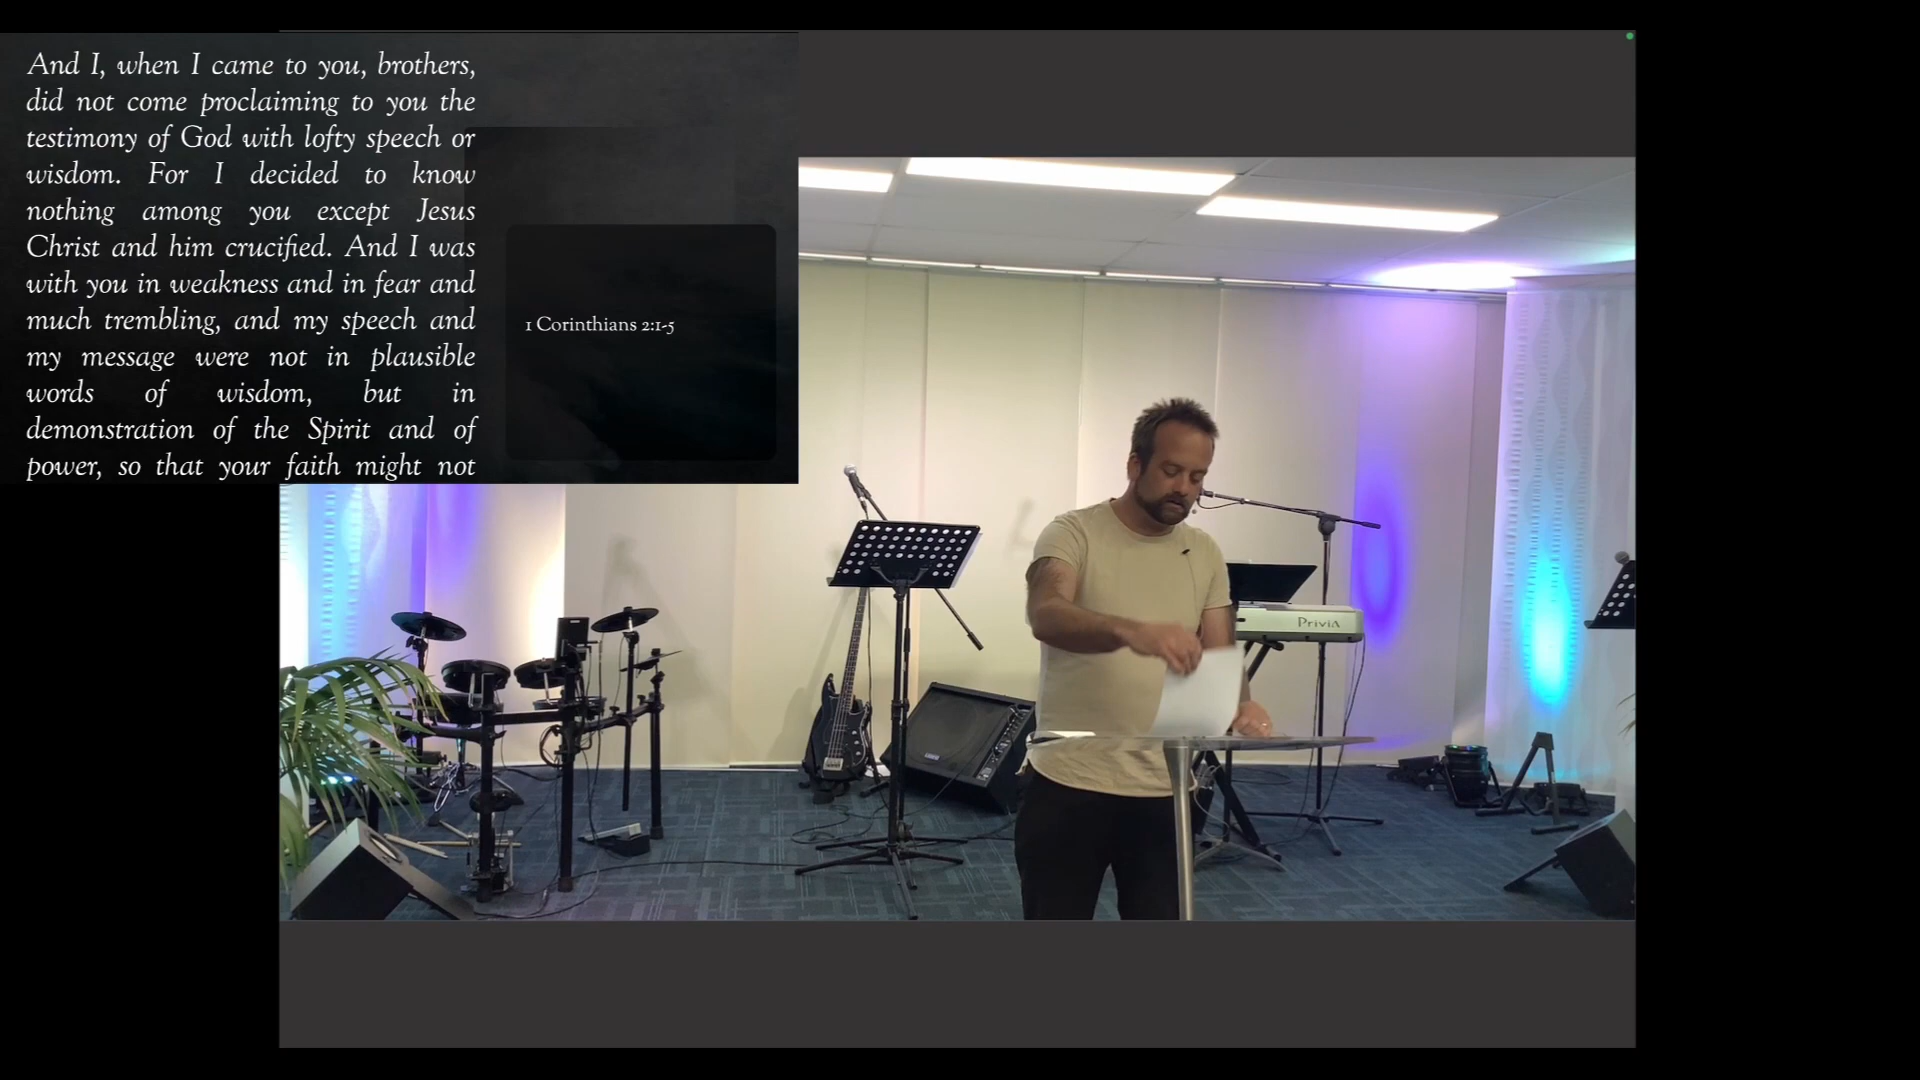 And I, when I came to you, brothers,
did not come proclaiming to you the
testimony of God with lofty speech or
wisdom. For I decided to know
nothing among you except Jesus
Christ and him crucified. And I was
with you in weakness and in fear and
much trembling, and my speech and
my message were not in plausible
words of wisdom, but in
demonstration of the Spirit and of
power, so that your faith might not
1 Corinthians 2:1-5
Privia